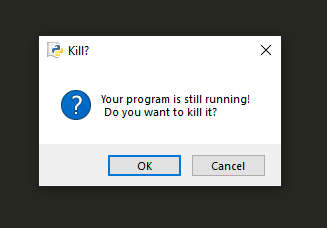 Kill?
Your program is still running!
Do you want to kill it?
OK
Cancel